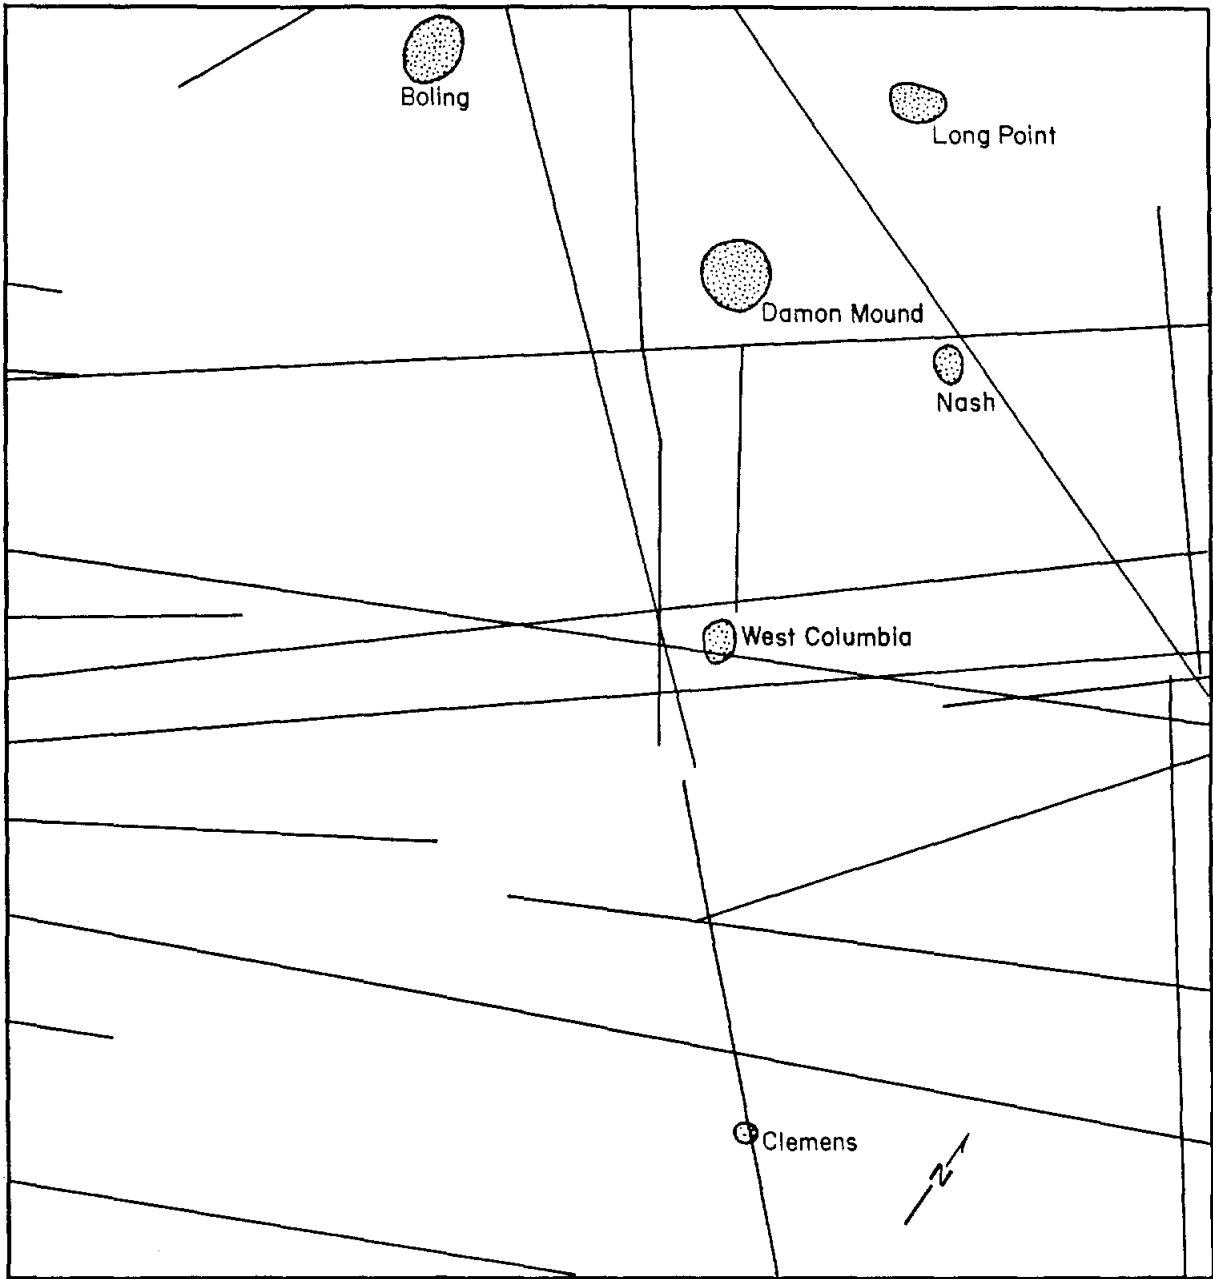 Boling
Long Point
Damon Mound
Nash
West Columbia
Clemens
N